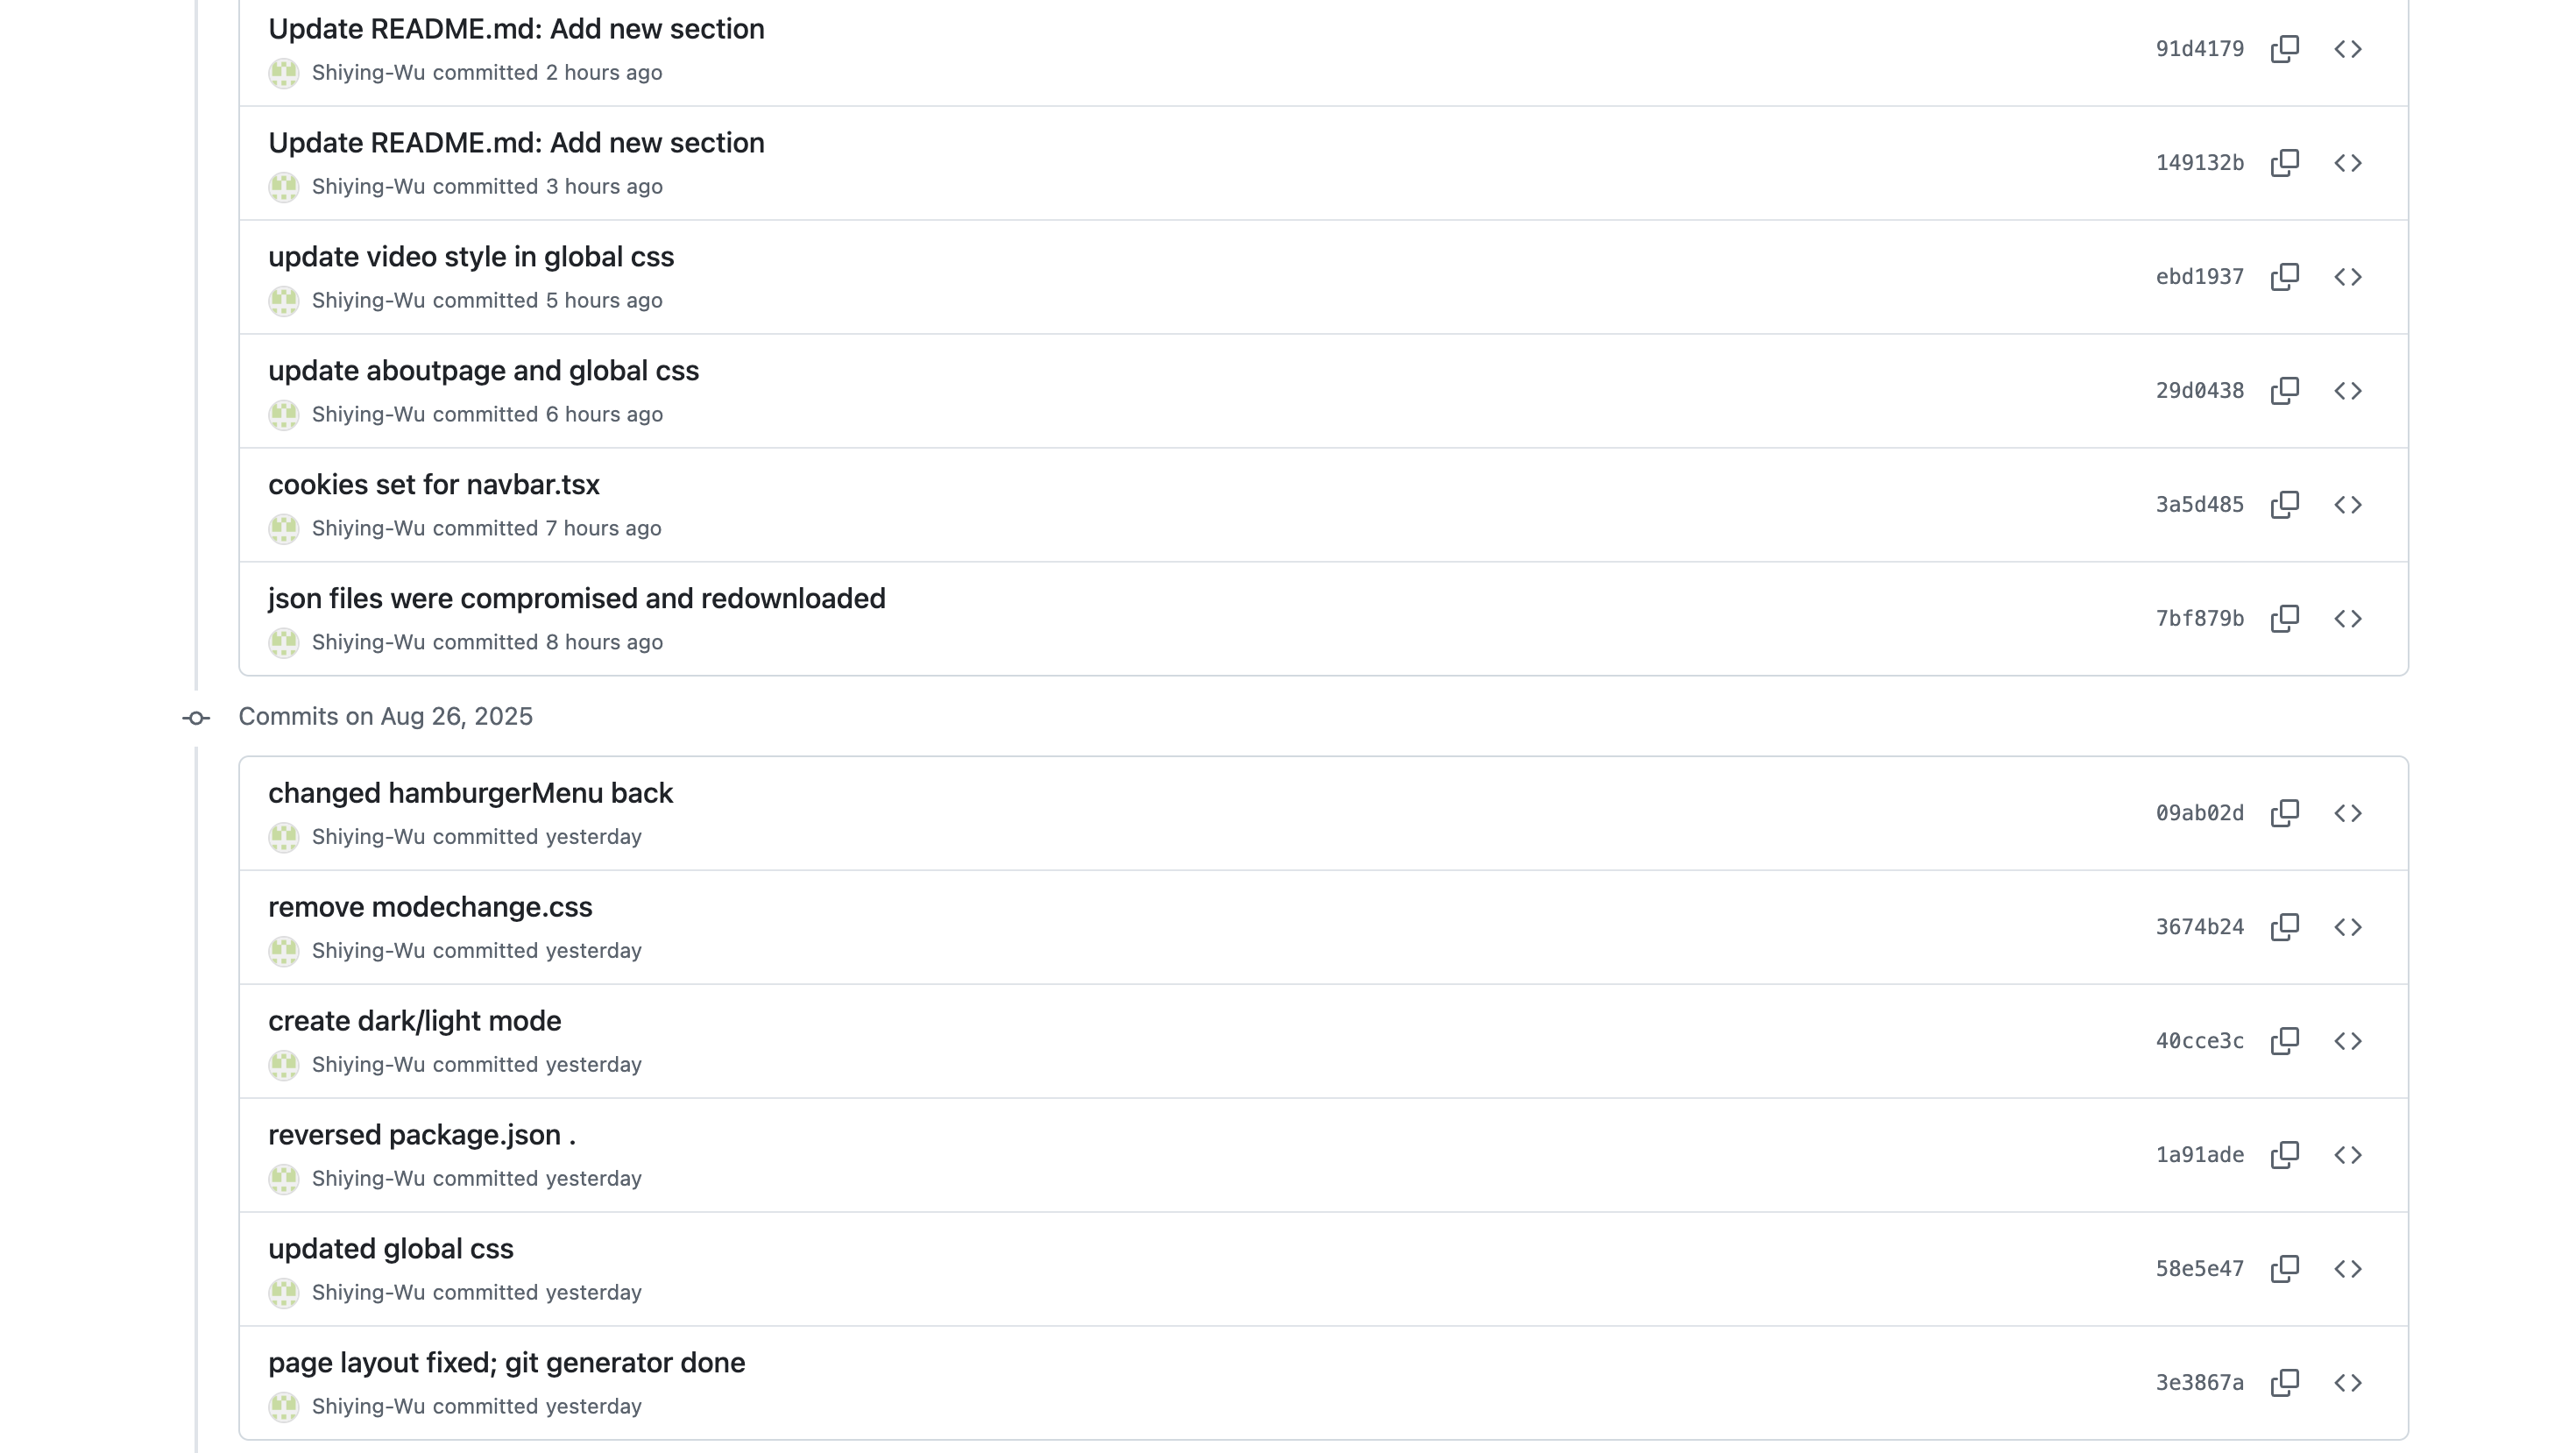 Update README.md: Add new section
91d4179
Shiying-Wu committed 2 hours ago
Update README.md: Add new section
149132b
Shiying-Wu committed 3 hours ago
update video style in global css
ebd1937
Shiying-Wu committed 5 hours ago
update aboutpage and global css
29d0438
Shiying-Wu committed 6 hours ago
cookies set for navbar.tsx
3a5d485
Shiying-Wu committed 7 hours ago
json files were compromised and redownloaded
7bf879b
Shiying-Wu committed 8 hours ago
Commits on Aug 26, 2025
changed hamburgerMenu back
09ab02d
Shiying-Wu committed yesterday
remove modechange.css
3674b24
Shiying-Wu committed yesterday
create dark/light mode
40cce3c
Shiying-Wu committed yesterday
reversed package.json .
1a91ade
Shiying-Wu committed yesterday
updated global css
58e5e47
Shiying-Wu committed yesterday
page layout fixed; git generator done
3e3867a
Shiying-Wu committed yesterday